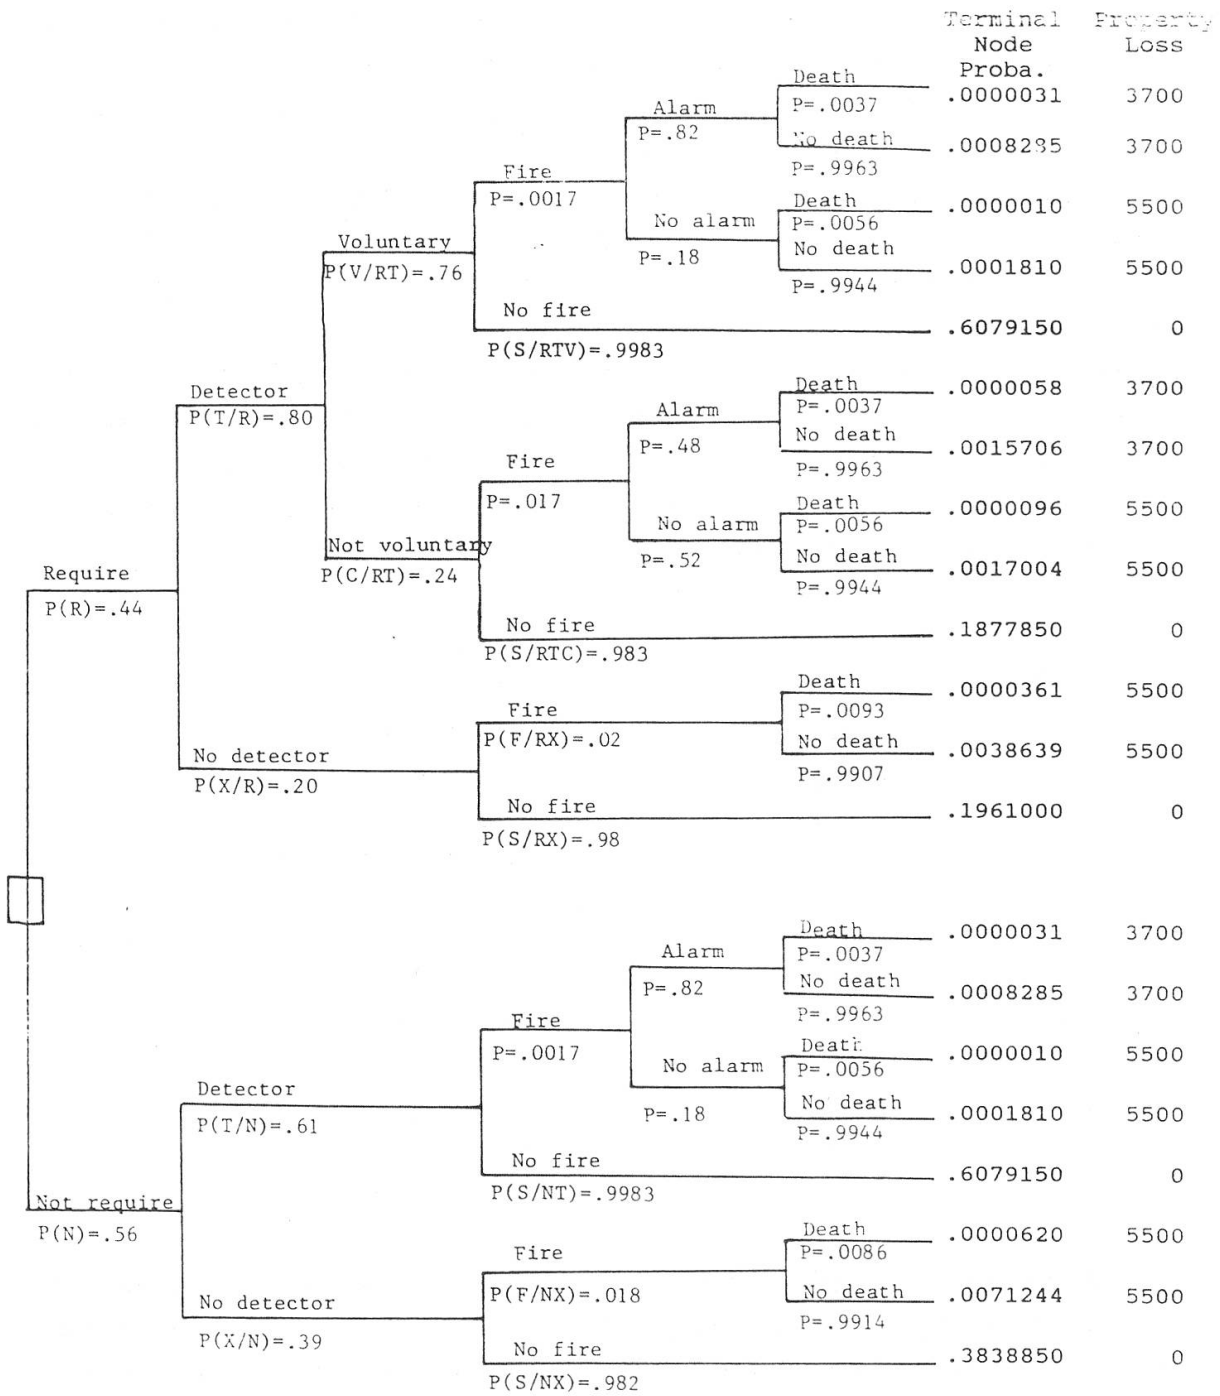 Terminal Property
Node Loss
Proba.
Death
.0000031 3700
P=.0037
Alarm
P=.82
No death
.0008285 3700
P=.9963
Fire
P=.0017
Death
.0000010 5500
No alarm
P=.0056
No death
P=.18
.0001810 5500
P=.9944
Voluntary
P(V/RT)=.76
No fire
.6079150 0
P(S/RTV)=.9983
Detector
P(T/R)=.80
Death
.0000058 3700
P=.0037
Alarm
P=.48
No death
.0015706 3700
P=.9963
Fire
P=.017
Death
.0000096 5500
No alarm
P=.0056
No death
P=.52
.0017004 5500
P=.9944
Not voluntary
P(C/RT)=.24
No fire
.1877850 0
P(S/RTC)=.983
Require
P(R)=.44
Death
.0000361 5500
P=.0093
Fire
P(F/RX)=.02
No death
.0038639 5500
P=.9907
No detector
P(X/R)=.20
No fire
.1961000 0
P(S/RX)=.98
Death
.0000031 3700
P=.0037
Alarm
P=.82
No death
.0008285 3700
P=.9963
Fire
P=.0017
Death
.0000010 5500
No alarm
P=.0056
No death
P=.18
.0001810 5500
P=.9944
Detector
P(T/N)=.61
No fire
.6079150 0
P(S/NT)=.9983
Not require
P(N)=.56
Death
.0000620 5500
P=.0086
Fire
P(F/NX)=.018
No death
.0071244 5500
P=.9914
No detector
P(X/N)=.39
No fire
.3838850 0
P(S/NX)=.982